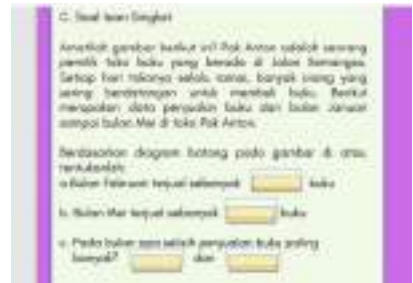 C. Soal Isian Singkat
Amatilah gambar berikut ini! Pak Anton adalah seorang
pemilik toko buku yang berada di Jalan Semangka.
Setiap hari tokonya selalu ramai, banyak orang yang
sering berdatangan untuk membeli buku. Berikut
merupakan data penjualan buku dari bulan Januari
sampai bulan Mei di toko Pak Anton.
Berdasarkan diagram batang pada gambar di atas,
tentukanlah:
a. Bulan Februari terjual sebanyak buku
b. Bulan Mei terjual sebanyak buku
c. Pada bulan apa selisih penjualan buku paling
banyak? dan